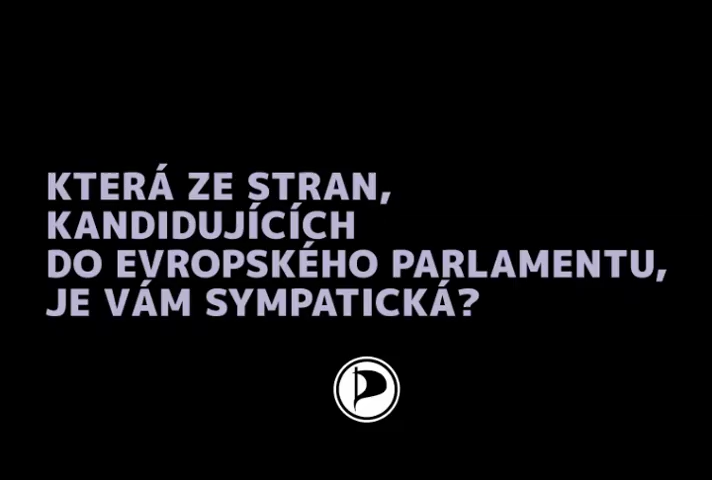 KTERÁ ZE STRAN,
KANDIDUJÍCÍCH
DO EVROPSKÉHO PARLAMENTU,
JE VÁM SYMPATICKÁ?